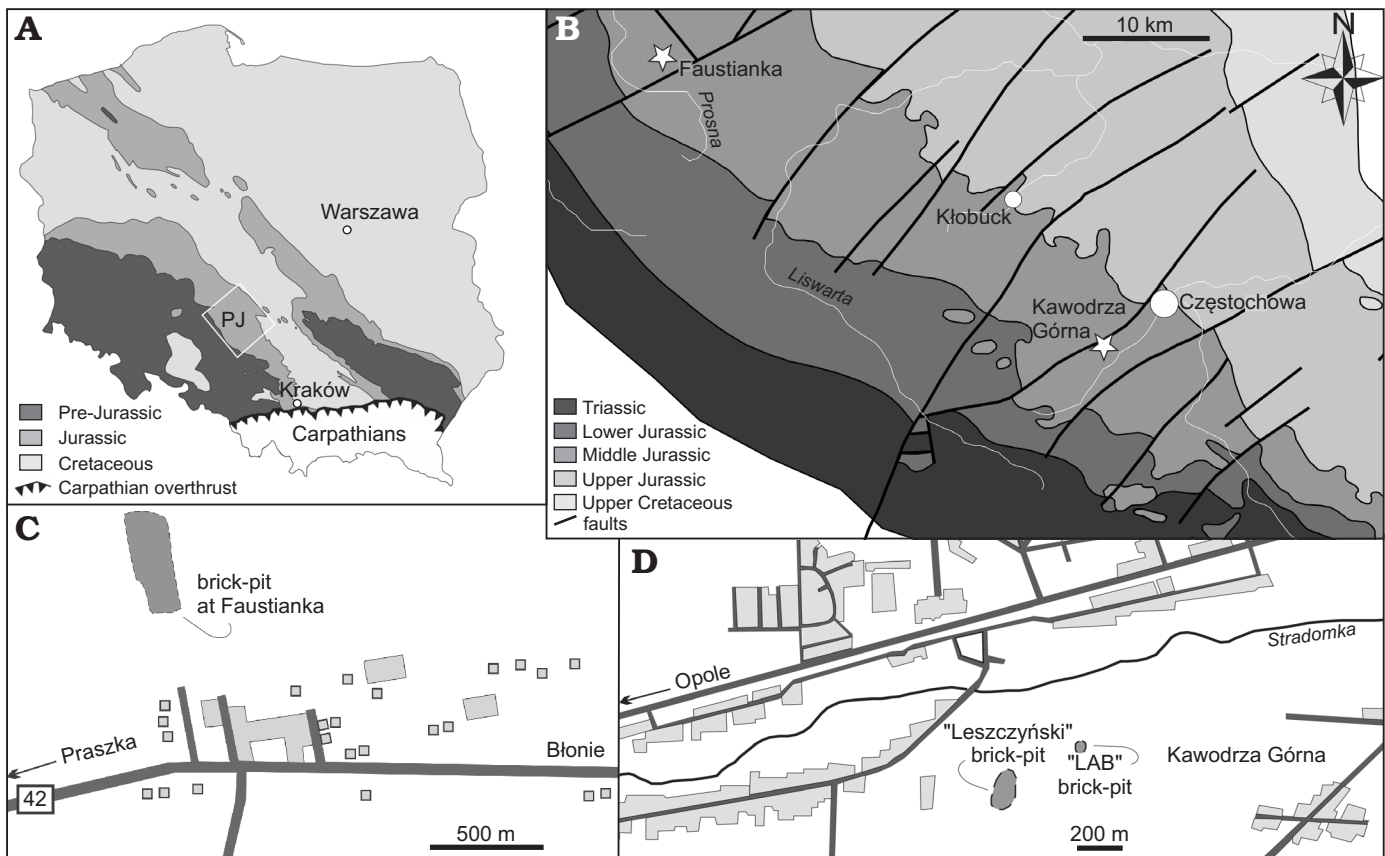 A
Warszawa
PJ
Kraków
Carpathians
Pre-Jurassic
Jurassic
Cretaceous
Carpathian overthrust
B
10 km
N
Faustianka
Prosna
Kłobuck
Liswarta
Kawodrza
Górna
Częstochowa
Triassic
Lower Jurassic
Middle Jurassic
Upper Jurassic
Upper Cretaceous
faults
C
brick-pit
at Faustianka
Praszka
Błonie
42
500 m
D
Opole
Stradomka
"Leszczyński"
brick-pit
"LAB"
brick-pit
Kawodrza Górna
200 m